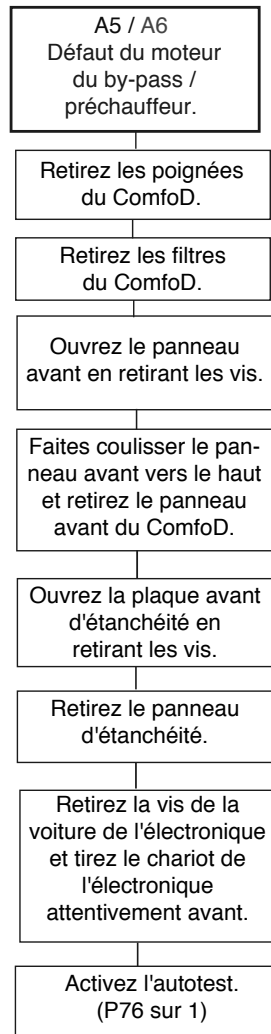 A5 / A6
Défaut du moteur
du by-pass /
préchauffeur.
Retirez les poignées
du ComfoD.
Retirez les filtres
du ComfoD.
Ouvrez le panneau
avant en retirant les vis.
Faites coulisser le pan-
neau avant vers le haut
et retirez le panneau
avant du ComfoD.
Ouvrez la plaque avant
d'étanchéité en
retirant les vis.
Retirez le panneau
d'étanchéité.
Retirez la vis de la
voiture de l'électronique
et tirez le chariot de
l'électronique
attentivement avant.
Activez l'autotest.
(P76 sur 1)